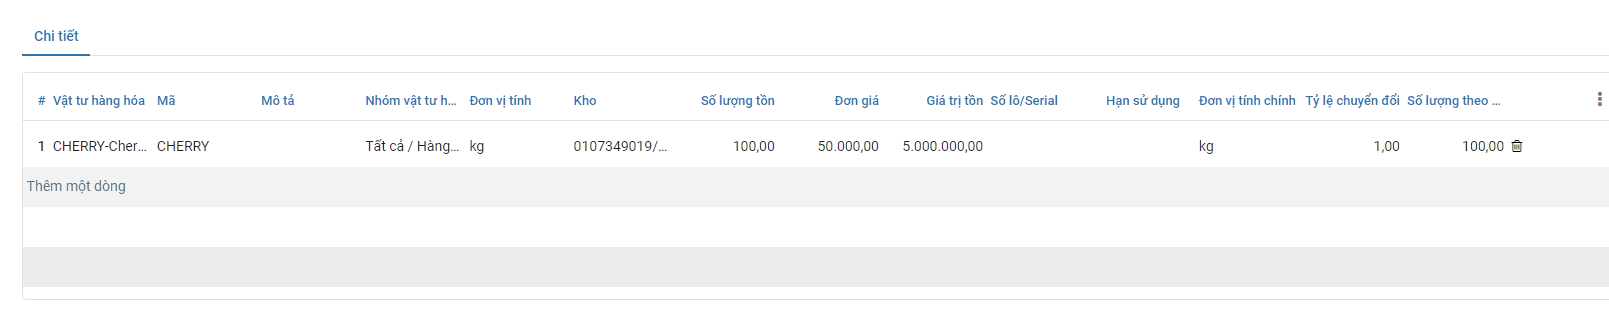 Chi tiết
# Vật tư hàng hóa Mã Mô tả Nhóm vật tư h... Đơn vị tính Kho Số lượng tồn Đơn giá Giá trị tồn Số lô/Serial Hạn sử dụng Đơn vị tính chính Tỷ lệ chuyển đổi Số lượng theo ...
1 CHERRY-Cher... CHERRY Tất cả / Hàng... kg 0107349019/... 100,00 50.000,00 5.000.000,00 kg 1,00 100,00
Thêm một dòng